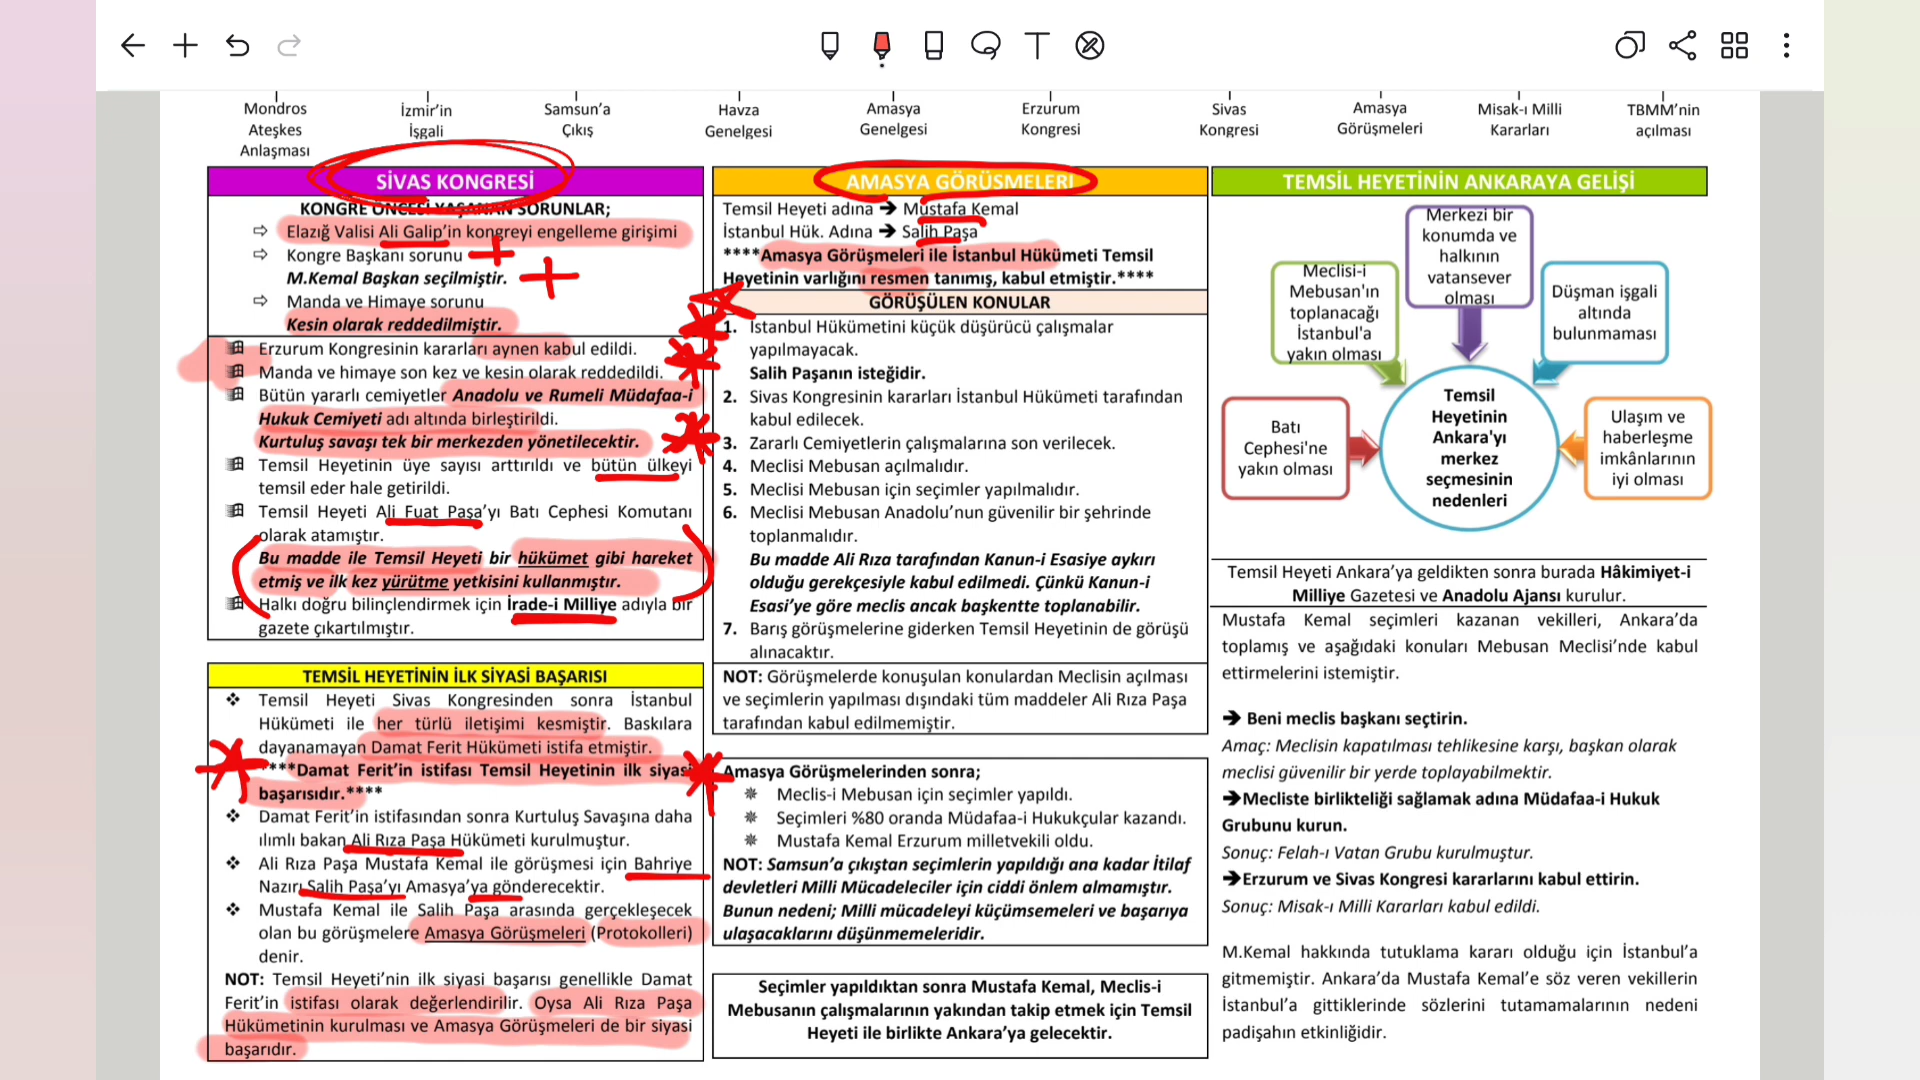 Mondros
Ateşkes
Anlaşması
İzmir'in
İşgali
Samsun'a
Çıkış
Havza
Genelgesi
Amasya
Genelgesi
Erzurum
Kongresi
Sivas
Kongresi
Amasya
Görüşmeleri
Misak-ı Milli
Kararları
TBMM'nin
açılması
SİVAS KONGRESİ
KONGRE ÖNCESİ YAŞANAN SORUNLAR;
⇨ Elazığ Valisi Ali Galip'in kongreyi engelleme girişimi
⇨ Kongre Başkanı sorunu
M.Kemal Başkan seçilmiştir.
⇨ Manda ve Himaye sorunu
Kesin olarak reddedilmiştir.
Erzurum Kongresinin kararları aynen kabul edildi.
Manda ve himaye son kez ve kesin olarak reddedildi.
Bütün yararlı cemiyetler Anadolu ve Rumeli Müdafaa-i
Hukuk Cemiyeti adı altında birleştirildi.
Kurtuluş savaşı tek bir merkezden yönetilecektir.
Temsil Heyetinin üye sayısı arttırıldı ve bütün ülkeyi
temsil eder hale getirildi.
Temsil Heyeti Ali Fuat Paşa'yı Batı Cephesi Komutanı
olarak atamıştır.
Bu madde ile Temsil Heyeti bir hükümet gibi hareket
etmiş ve ilk kez yürütme yetkisini kullanmıştır.
Halkı doğru bilinçlendirmek için İrade-i Milliye adıyla bir
gazete çıkartılmıştır.
TEMSİL HEYETİNİN İLK SİYASİ BAŞARISI
❖ Temsil Heyeti Sivas Kongresinden sonra İstanbul
Hükümeti ile her türlü iletişimi kesmiştir. Baskılara
dayanamayan Damat Ferit Hükümeti istifa etmiştir.
****Damat Ferit'in istifası Temsil Heyetinin ilk siyasi
başarısıdır.****
❖ Damat Ferit'in istifasından sonra Kurtuluş Savaşına daha
ılımlı bakan Ali Rıza Paşa Hükümeti kurulmuştur.
❖ Ali Rıza Paşa Mustafa Kemal ile görüşmesi için Bahriye
Nazırı Salih Paşa'yı Amasya'ya gönderecektir.
❖ Mustafa Kemal ile Salih Paşa arasında gerçekleşecek
olan bu görüşmelere Amasya Görüşmeleri (Protokolleri)
denir.
NOT: Temsil Heyeti'nin ilk siyasi başarısı genellikle Damat
Ferit'in istifası olarak değerlendirilir. Oysa Ali Rıza Paşa
Hükümetinin kurulması ve Amasya Görüşmeleri de bir siyasi
başarıdır.
AMASYA GÖRÜŞMELERİ
Temsil Heyeti adına ➔ Mustafa Kemal
İstanbul Hük. Adına ➔ Salih Paşa
****Amasya Görüşmeleri ile İstanbul Hükümeti Temsil
Heyetinin varlığını resmen tanımış, kabul etmiştir.****
GÖRÜŞÜLEN KONULAR
1. İstanbul Hükümetini küçük düşürücü çalışmalar
yapılmayacak.
Salih Paşanın isteğidir.
2. Sivas Kongresinin kararları İstanbul Hükümeti tarafından
kabul edilecek.
3. Zararlı Cemiyetlerin çalışmalarına son verilecek.
4. Meclisi Mebusan açılmalıdır.
5. Meclisi Mebusan için seçimler yapılmalıdır.
6. Meclisi Mebusan Anadolu'nun güvenilir bir şehrinde
toplanmalıdır.
Bu madde Ali Rıza tarafından Kanun-i Esasiye aykırı
olduğu gerekçesiyle kabul edilmedi. Çünkü Kanun-i
Esasi'ye göre meclis ancak başkentte toplanabilir.
7. Barış görüşmelerine giderken Temsil Heyetinin de görüşü
alınacaktır.
NOT: Görüşmelerde konuşulan konulardan Meclisin açılması
ve seçimlerin yapılması dışındaki tüm maddeler Ali Rıza Paşa
tarafından kabul edilmemiştir.
Amasya Görüşmelerinden sonra;
Meclis-i Mebusan için seçimler yapıldı.
Seçimleri %80 oranda Müdafaa-i Hukukçular kazandı.
Mustafa Kemal Erzurum milletvekili oldu.
NOT: Samsun'a çıkıştan seçimlerin yapıldığı ana kadar İtilaf
devletleri Milli Mücadeleciler için ciddi önlem almamıştır.
Bunun nedeni; Milli mücadeleyi küçümsemeleri ve başarıya
ulaşacaklarını düşünmemeleridir.
Seçimler yapıldıktan sonra Mustafa Kemal, Meclis-i
Mebusanın çalışmalarının yakından takip etmek için Temsil
Heyeti ile birlikte Ankara'ya gelecektir.
TEMSİL HEYETİNİN ANKARAYA GELİŞİ
Merkezi bir
konumda ve
halkının
vatansever
olması
Meclisi-i
Mebusan'ın
toplanacağı
İstanbul'a
yakın olması
Düşman işgali
altında
bulunmaması
Batı
Cephesi'ne
yakın olması
Temsil
Heyetinin
Ankara'yı
merkez
seçmesinin
nedenleri
Ulaşım ve
haberleşme
imkânlarının
iyi olması
Temsil Heyeti Ankara'ya geldikten sonra burada Hâkimiyet-i
Milliye Gazetesi ve Anadolu Ajansı kurulur.
Mustafa Kemal seçimleri kazanan vekilleri, Ankara'da
toplamış ve aşağıdaki konuları Mebusan Meclisi'nde kabul
ettirmelerini istemiştir.
➔ Beni meclis başkanı seçtirin.
Amaç: Meclisin kapatılması tehlikesine karşı, başkan olarak
meclisi güvenilir bir yerde toplayabilmektir.
➔Mecliste birlikteliği sağlamak adına Müdafaa-i Hukuk
Grubunu kurun.
Sonuç: Felah-ı Vatan Grubu kurulmuştur.
➔Erzurum ve Sivas Kongresi kararlarını kabul ettirin.
Sonuç: Misak-ı Milli Kararları kabul edildi.
M.Kemal hakkında tutuklama kararı olduğu için İstanbul'a
gitmemiştir. Ankara'da Mustafa Kemal'e söz veren vekillerin
İstanbul'a gittiklerinde sözlerini tutamamalarının nedeni
padişahın etkinliğidir.